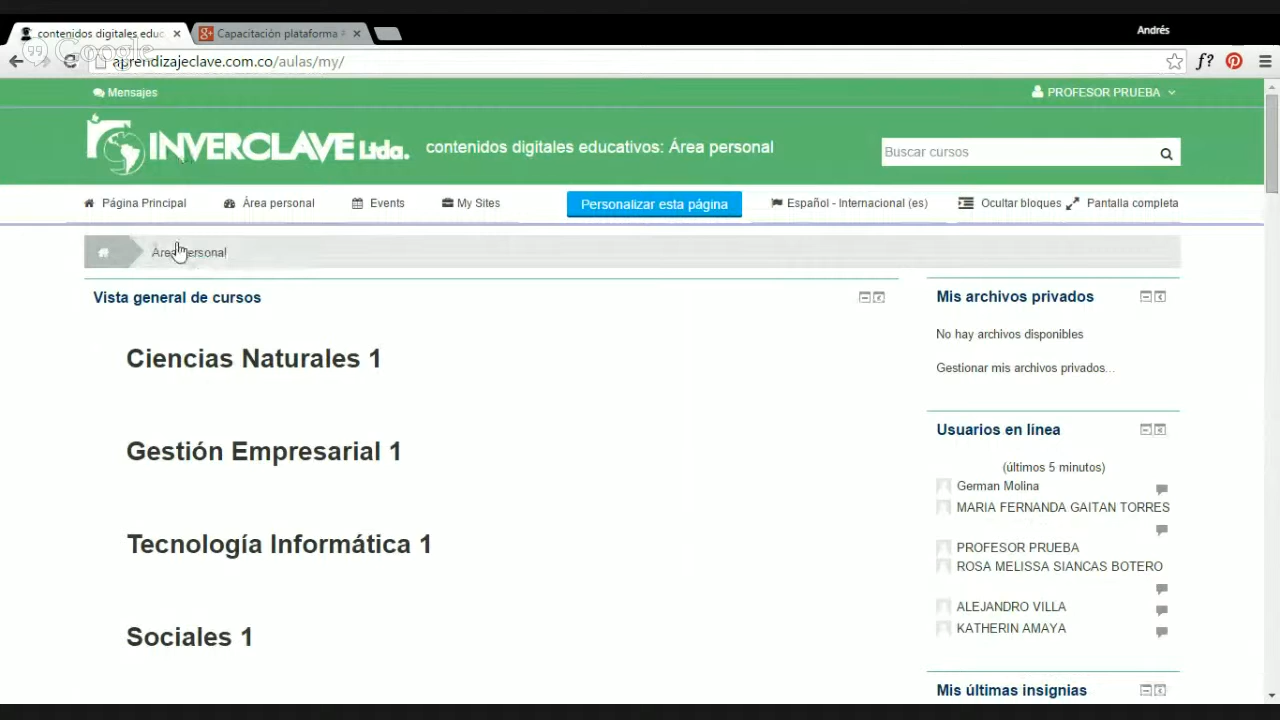 contenidos digitales educ
Capacitación plataforma
Andrés
Google
aprendizajeclave.com.co/aulas/my/
f?
Mensajes
PROFESOR PRUEBA
INVERCLAVE Ltda.
contenidos digitales educativos: Área personal
Buscar cursos
Página Principal
Área personal
Events
My Sites
Personalizar esta página
Español - Internacional (es)
Ocultar bloques
Pantalla completa
Área personal
Vista general de cursos
Ciencias Naturales 1
Gestión Empresarial 1
Tecnología Informática 1
Sociales 1
Mis archivos privados
No hay archivos disponibles
Gestionar mis archivos privados...
Usuarios en línea
(últimos 5 minutos)
German Molina
MARIA FERNANDA GAITAN TORRES
PROFESOR PRUEBA
ROSA MELISSA SIANCAS BOTERO
ALEJANDRO VILLA
KATHERIN AMAYA
Mis últimas insignias